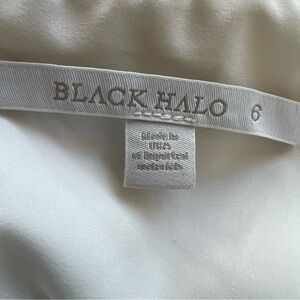 BLACK HALO 6
Made in
USA
of imported
materials